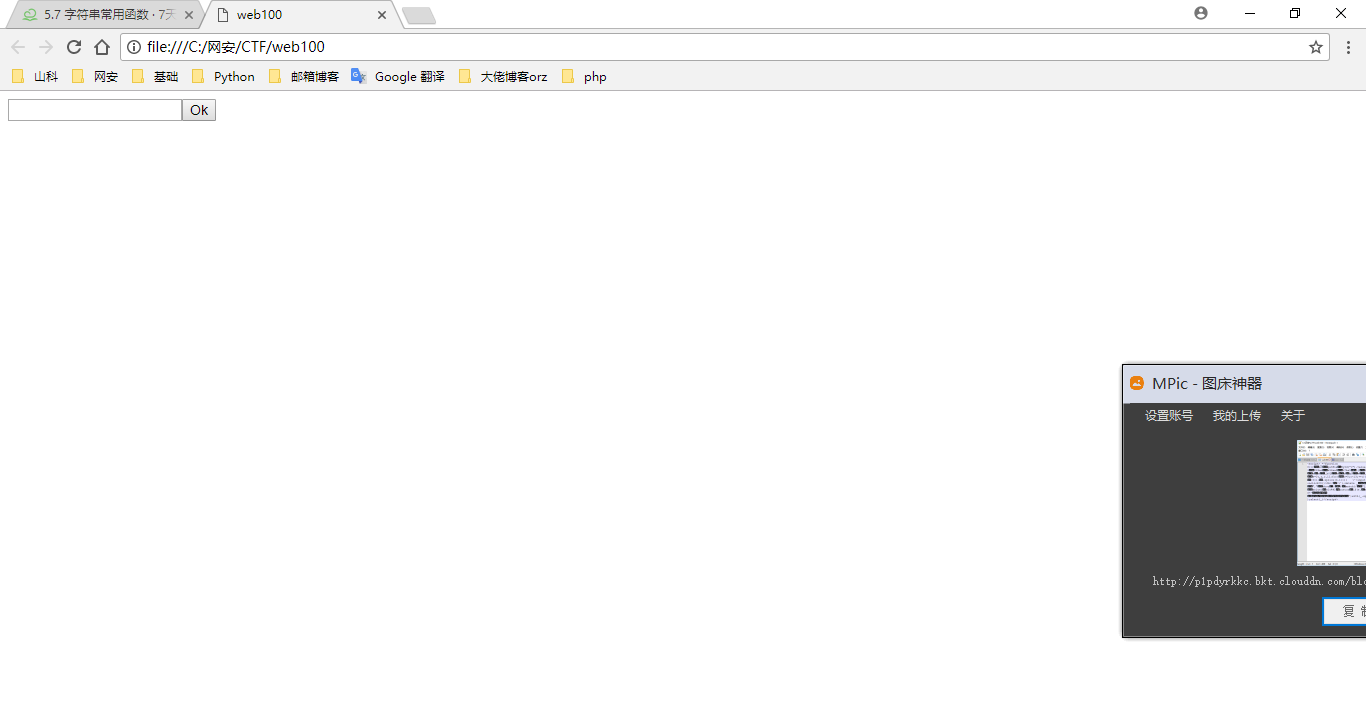 5.7 字符串常用函数 · 7天
web100
file:///C:/网安/CTF/web100
山科 网安 基础 Python 邮箱博客 Google 翻译 大佬博客orz php
Ok
MPic - 图床神器
设置账号 我的上传 关于
http://p1pdyrkkc.bkt.clouddn.com/blo
复 制